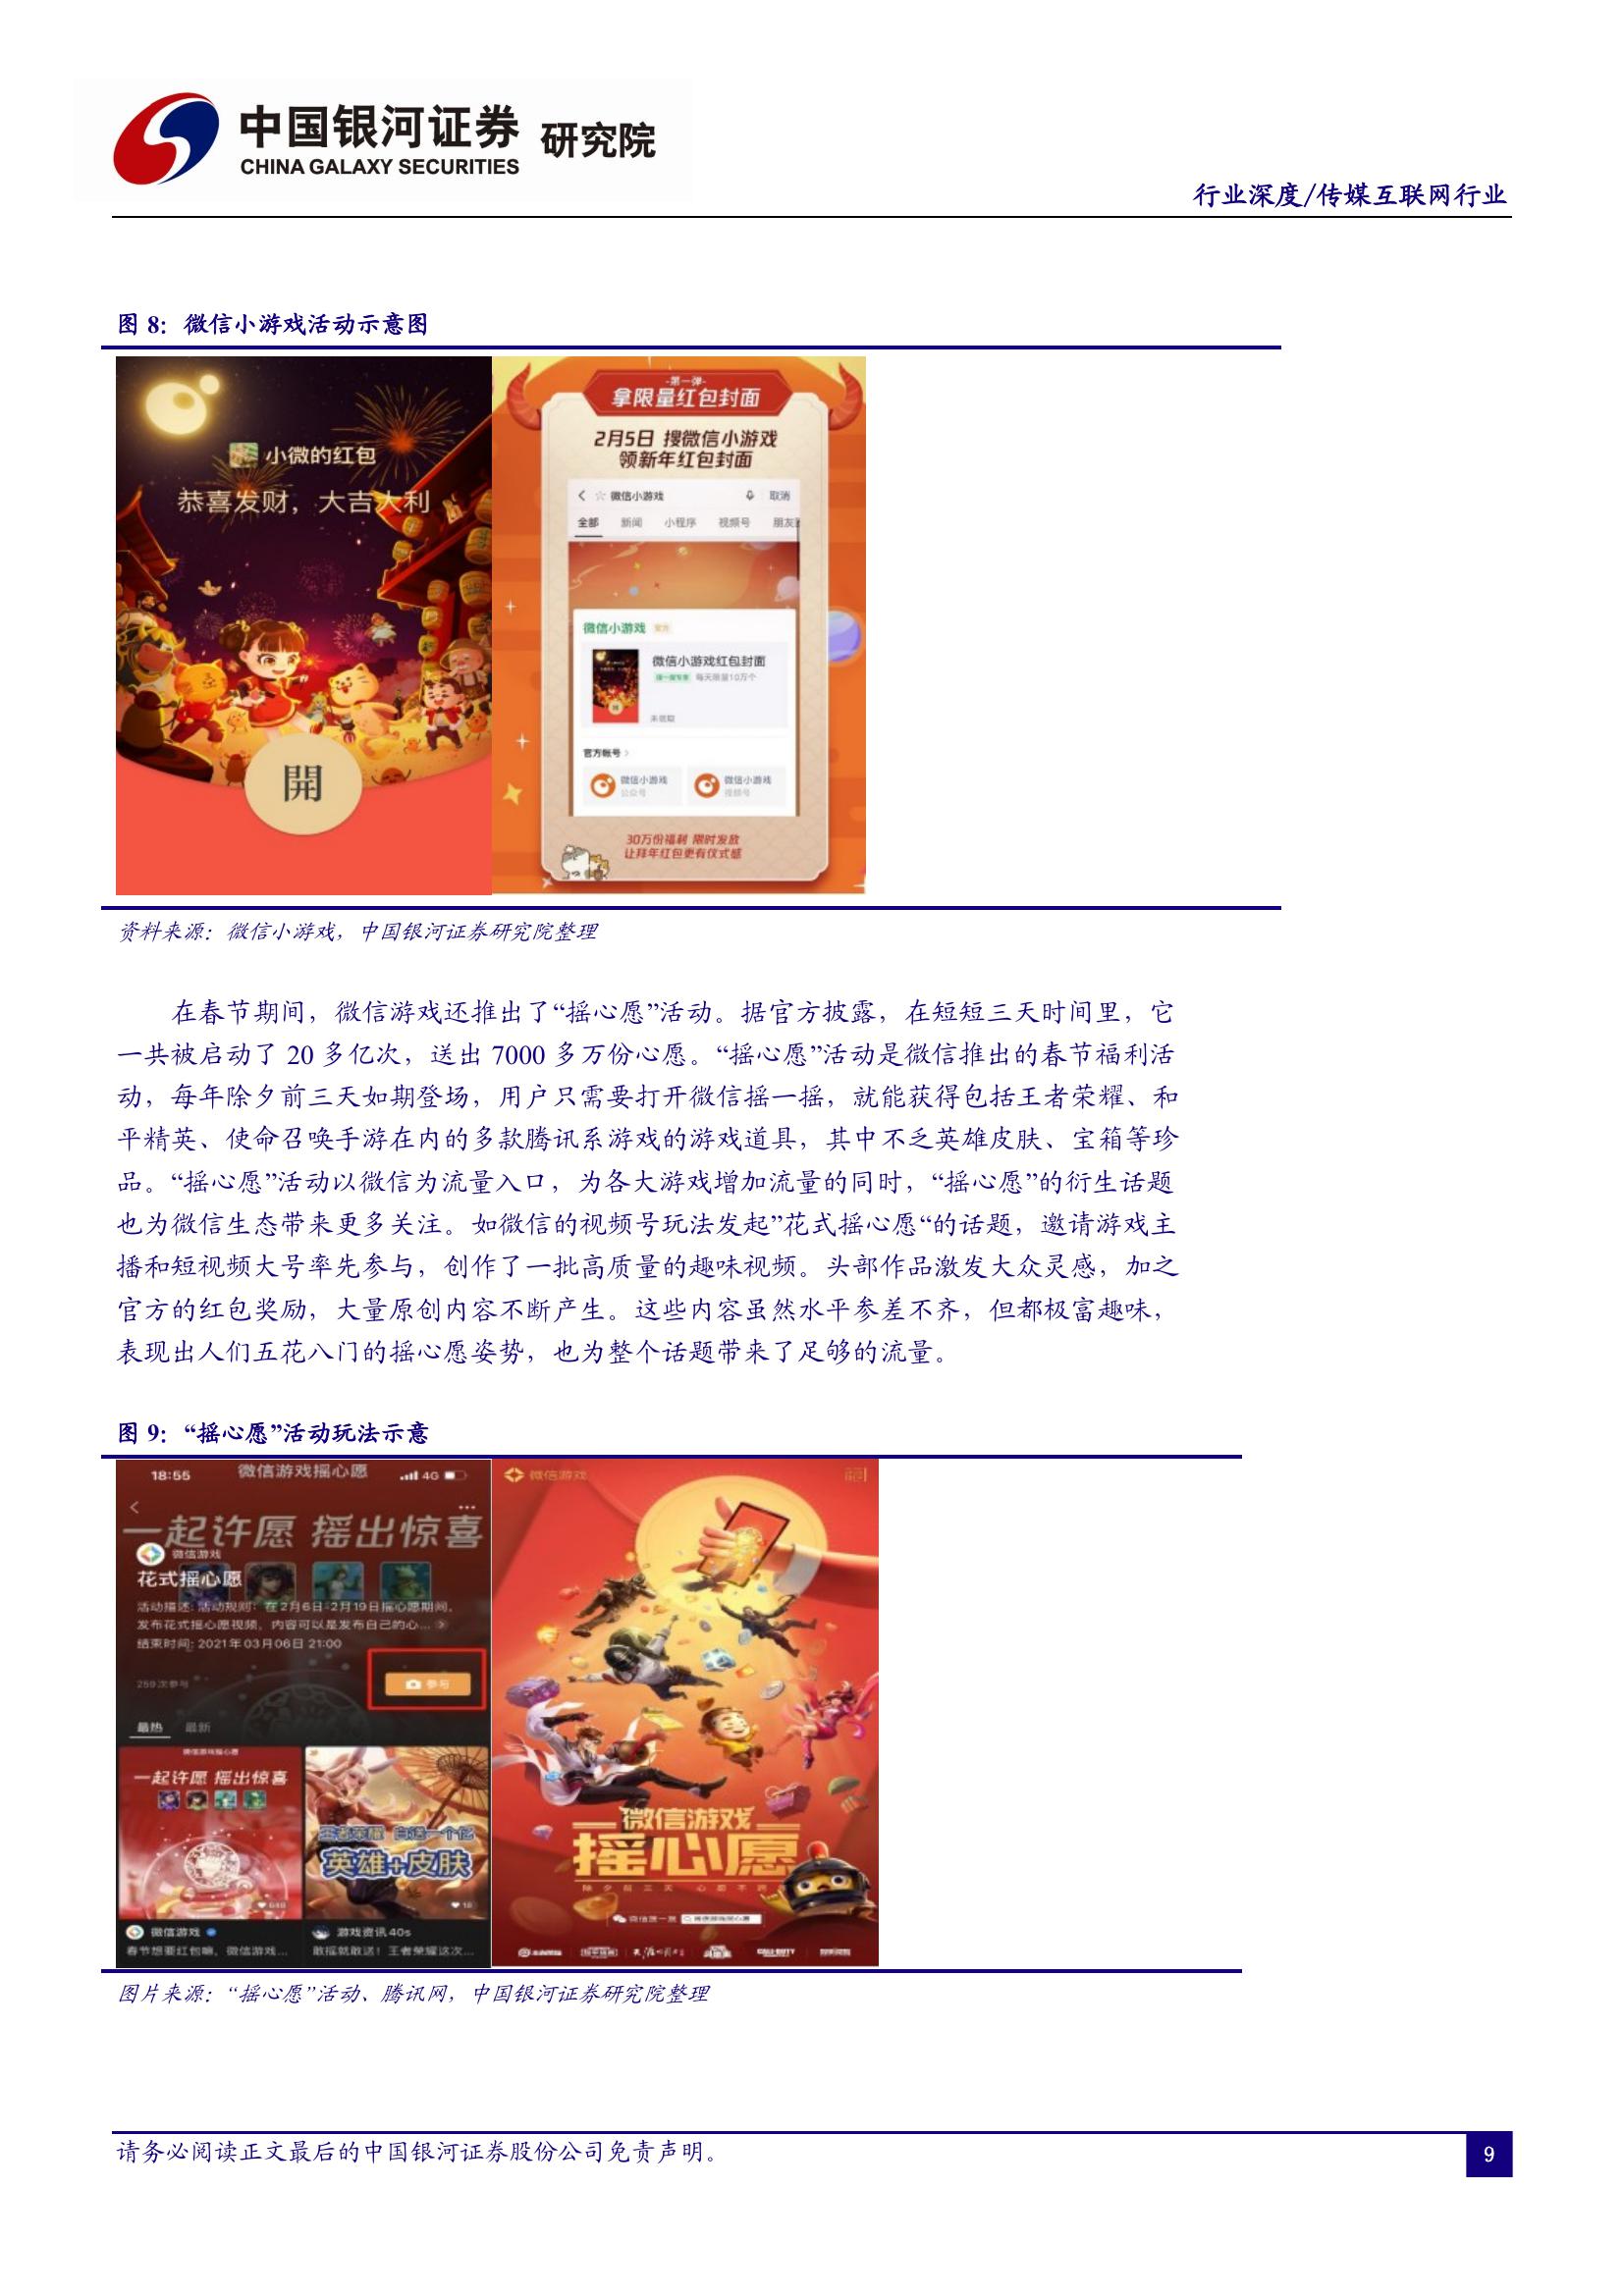 中国银河证券 研究院
CHINA GALAXY SECURITIES
行业深度/传媒互联网行业
图 8：微信小游戏活动示意图
小微的红包
恭喜发财，大吉大利
開
-第一弹-
拿限量红包封面
2月5日 搜微信小游戏
领新年红包封面
微信小游戏 取消
全部 新闻 小程序 视频号
微信小游戏 官方
微信小游戏红包封面
每天限量10万个
官方帐号
微信小游戏 微信小游戏
公众号 视频号
30万份福利 限时发放
让拜年红包更有仪式感
资料来源：微信小游戏，中国银河证券研究院整理
在春节期间，微信游戏还推出了“摇心愿”活动。据官方披露，在短短三天时间里，它
一共被启动了 20 多亿次，送出 7000 多万份心愿。“摇心愿”活动是微信推出的春节福利活
动，每年除夕前三天如期登场，用户只需要打开微信摇一摇，就能获得包括王者荣耀、和
平精英、使命召唤手游在内的多款腾讯系游戏的游戏道具，其中不乏英雄皮肤、宝箱等珍
品。“摇心愿”活动以微信为流量入口，为各大游戏增加流量的同时，“摇心愿”的衍生话题
也为微信生态带来更多关注。如微信的视频号玩法发起”花式摇心愿“的话题，邀请游戏主
播和短视频大号率先参与，创作了一批高质量的趣味视频。头部作品激发大众灵感，加之
官方的红包奖励，大量原创内容不断产生。这些内容虽然水平参差不齐，但都极富趣味，
表现出人们五花八门的摇心愿姿势，也为整个话题带来了足够的流量。
图 9：“摇心愿”活动玩法示意
18:55 微信游戏摇心愿 4G
一起许愿 摇出惊喜
微信游戏
花式摇心愿
活动描述: 活动规则: 在2月6日-2月19日摇心愿期间,
发布花式摇心愿视频, 内容可以是发布自己的心...
结束时间: 2021年03月06日 21:00
259次参与 参与
最热 最新
微信游戏摇心愿
一起许愿 摇出惊喜
王者荣耀 白送一个亿
英雄+皮肤
微信游戏 游戏资讯40s
春节想要红包嘛，微信游戏... 敢摇就敢送！王者荣耀这次...
微信游戏
微信游戏
摇心愿
微信摇一摇
CALL OF DUTY
图片来源：“摇心愿”活动、腾讯网，中国银河证券研究院整理
请务必阅读正文最后的中国银河证券股份公司免责声明。
9